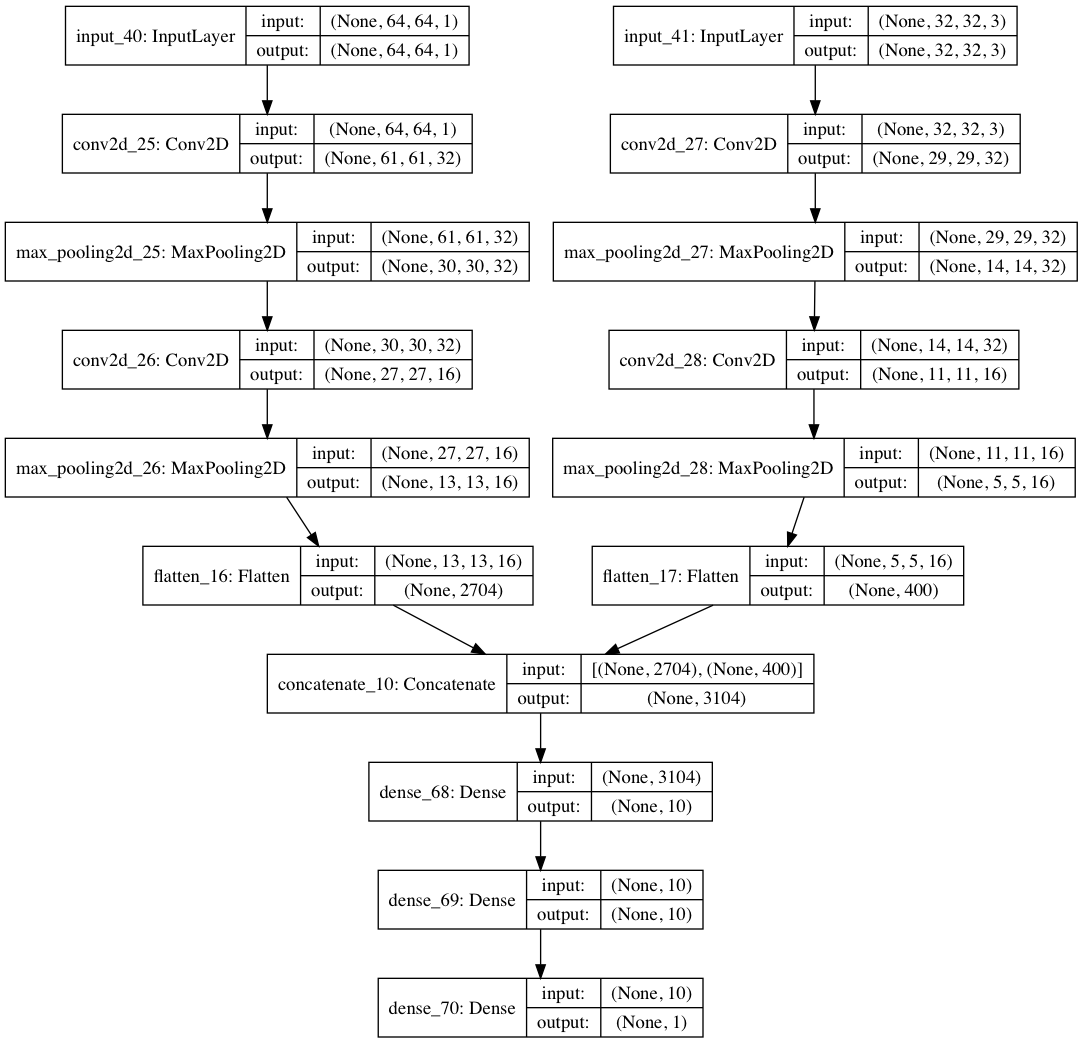 input_40: InputLayer
input: (None, 64, 64, 1)
output: (None, 64, 64, 1)
input_41: InputLayer
input: (None, 32, 32, 3)
output: (None, 32, 32, 3)
conv2d_25: Conv2D
input: (None, 64, 64, 1)
output: (None, 61, 61, 32)
conv2d_27: Conv2D
input: (None, 32, 32, 3)
output: (None, 29, 29, 32)
max_pooling2d_25: MaxPooling2D
input: (None, 61, 61, 32)
output: (None, 30, 30, 32)
max_pooling2d_27: MaxPooling2D
input: (None, 29, 29, 32)
output: (None, 14, 14, 32)
conv2d_26: Conv2D
input: (None, 30, 30, 32)
output: (None, 27, 27, 16)
conv2d_28: Conv2D
input: (None, 14, 14, 32)
output: (None, 11, 11, 16)
max_pooling2d_26: MaxPooling2D
input: (None, 27, 27, 16)
output: (None, 13, 13, 16)
max_pooling2d_28: MaxPooling2D
input: (None, 11, 11, 16)
output: (None, 5, 5, 16)
flatten_16: Flatten
input: (None, 13, 13, 16)
output: (None, 2704)
flatten_17: Flatten
input: (None, 5, 5, 16)
output: (None, 400)
concatenate_10: Concatenate
input: [(None, 2704), (None, 400)]
output: (None, 3104)
dense_68: Dense
input: (None, 3104)
output: (None, 10)
dense_69: Dense
input: (None, 10)
output: (None, 10)
dense_70: Dense
input: (None, 10)
output: (None, 1)